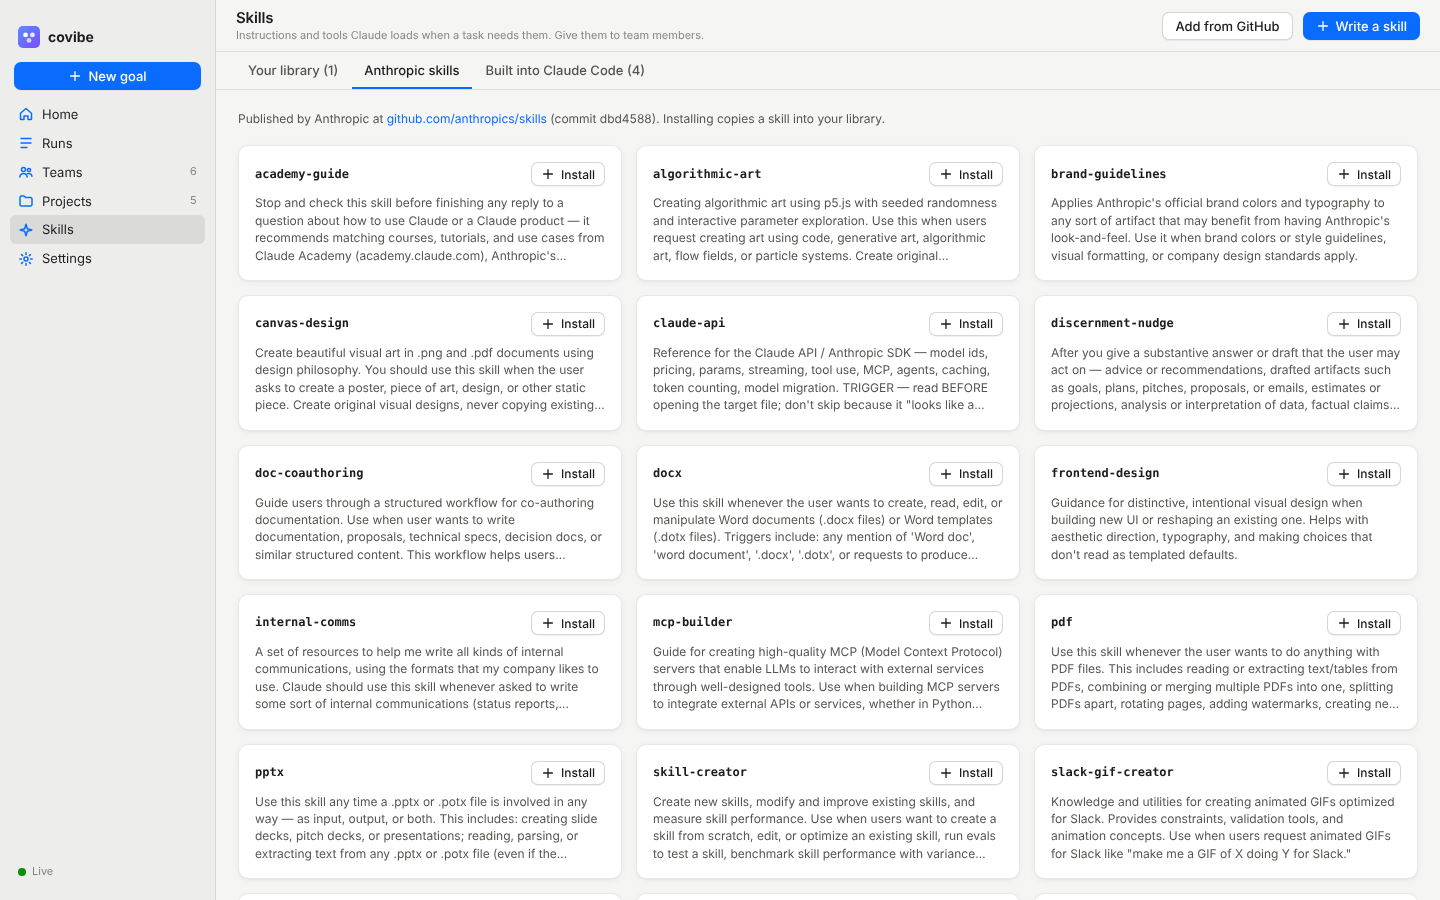 covibe
New goal
Home
Runs
Teams 6
Projects 5
Skills
Settings
Live
Skills
Instructions and tools Claude loads when a task needs them. Give them to team members.
Add from GitHub
Write a skill
Your library (1)
Anthropic skills
Built into Claude Code (4)
Published by Anthropic at github.com/anthropics/skills (commit dbd4588). Installing copies a skill into your library.
academy-guide
Install
Stop and check this skill before finishing any reply to a
question about how to use Claude or a Claude product — it
recommends matching courses, tutorials, and use cases from
Claude Academy (academy.claude.com), Anthropic's...
algorithmic-art
Install
Creating algorithmic art using p5.js with seeded randomness
and interactive parameter exploration. Use this when users
request creating art using code, generative art, algorithmic
art, flow fields, or particle systems. Create original...
brand-guidelines
Install
Applies Anthropic's official brand colors and typography to
any sort of artifact that may benefit from having Anthropic's
look-and-feel. Use it when brand colors or style guidelines,
visual formatting, or company design standards apply.
canvas-design
Install
Create beautiful visual art in .png and .pdf documents using
design philosophy. You should use this skill when the user
asks to create a poster, piece of art, design, or other static
piece. Create original visual designs, never copying existing...
claude-api
Install
Reference for the Claude API / Anthropic SDK — model ids,
pricing, params, streaming, tool use, MCP, agents, caching,
token counting, model migration. TRIGGER — read BEFORE
opening the target file; don't skip because it "looks like a...
discernment-nudge
Install
After you give a substantive answer or draft that the user may
act on — advice or recommendations, drafted artifacts such
as goals, plans, pitches, proposals, or emails, estimates or
projections, analysis or interpretation of data, factual claims...
doc-coauthoring
Install
Guide users through a structured workflow for co-authoring
documentation. Use when user wants to write
documentation, proposals, technical specs, decision docs, or
similar structured content. This workflow helps users...
docx
Install
Use this skill whenever the user wants to create, read, edit, or
manipulate Word documents (.docx files) or Word templates
(.dotx files). Triggers include: any mention of 'Word doc',
'word document', '.docx', '.dotx', or requests to produce...
frontend-design
Install
Guidance for distinctive, intentional visual design when
building new UI or reshaping an existing one. Helps with
aesthetic direction, typography, and making choices that
don't read as templated defaults.
internal-comms
Install
A set of resources to help me write all kinds of internal
communications, using the formats that my company likes to
use. Claude should use this skill whenever asked to write
some sort of internal communications (status reports,...
mcp-builder
Install
Guide for creating high-quality MCP (Model Context Protocol)
servers that enable LLMs to interact with external services
through well-designed tools. Use when building MCP servers
to integrate external APIs or services, whether in Python...
pdf
Install
Use this skill whenever the user wants to do anything with
PDF files. This includes reading or extracting text/tables from
PDFs, combining or merging multiple PDFs into one, splitting
PDFs apart, rotating pages, adding watermarks, creating ne...
pptx
Install
Use this skill any time a .pptx or .potx file is involved in any
way — as input, output, or both. This includes: creating slide
decks, pitch decks, or presentations; reading, parsing, or
extracting text from any .pptx or .potx file (even if the...
skill-creator
Install
Create new skills, modify and improve existing skills, and
measure skill performance. Use when users want to create a
skill from scratch, edit, or optimize an existing skill, run evals
to test a skill, benchmark skill performance with variance...
slack-gif-creator
Install
Knowledge and utilities for creating animated GIFs optimized
for Slack. Provides constraints, validation tools, and
animation concepts. Use when users request animated GIFs
for Slack like "make me a GIF of X doing Y for Slack."